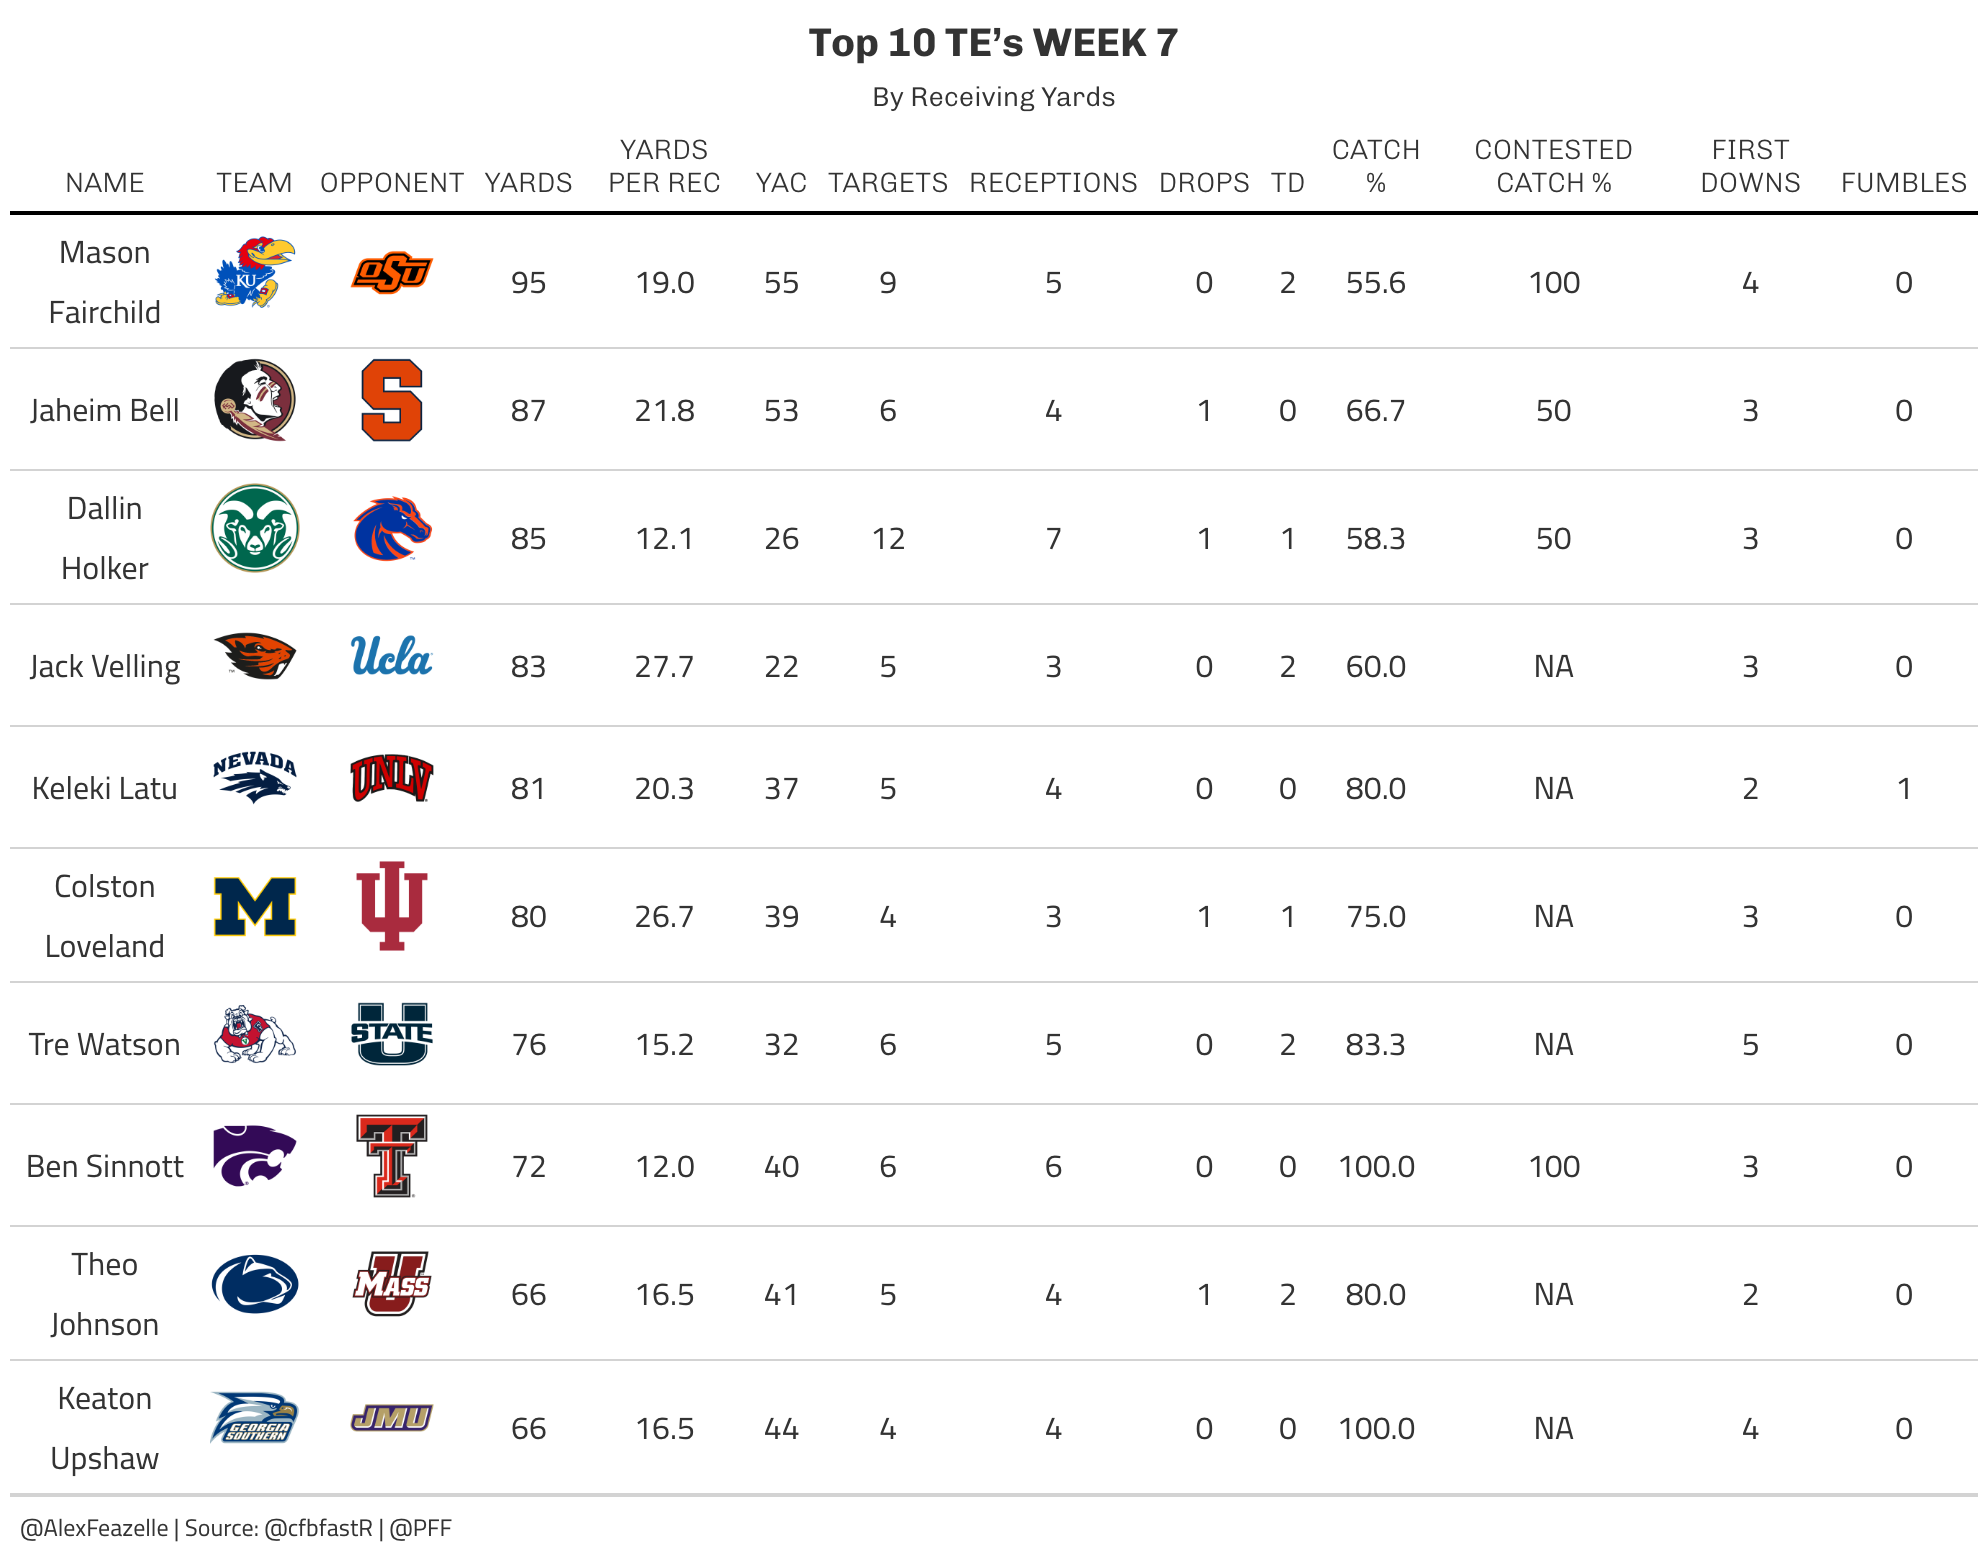 Top 10 TE’s WEEK 7
By Receiving Yards
NAME TEAM OPPONENT YARDS YARDS PER REC YAC TARGETS RECEPTIONS DROPS TD CATCH % CONTESTED CATCH % FIRST DOWNS FUMBLES
Mason Fairchild KU OSU 95 19.0 55 9 5 0 2 55.6 100 4 0
Jaheim Bell S 87 21.8 53 6 4 1 0 66.7 50 3 0
Dallin Holker 85 12.1 26 12 7 1 1 58.3 50 3 0
Jack Velling Ucla 83 27.7 22 5 3 0 2 60.0 NA 3 0
Keleki Latu NEVADA UNLV 81 20.3 37 5 4 0 0 80.0 NA 2 1
Colston Loveland M IU 80 26.7 39 4 3 1 1 75.0 NA 3 0
Tre Watson U STATE 76 15.2 32 6 5 0 2 83.3 NA 5 0
Ben Sinnott T 72 12.0 40 6 6 0 0 100.0 100 3 0
Theo Johnson U MASS 66 16.5 41 5 4 1 2 80.0 NA 2 0
Keaton Upshaw GEORGIA SOUTHERN JMU 66 16.5 44 4 4 0 0 100.0 NA 4 0
@AlexFeazelle | Source: @cfbfastR | @PFF